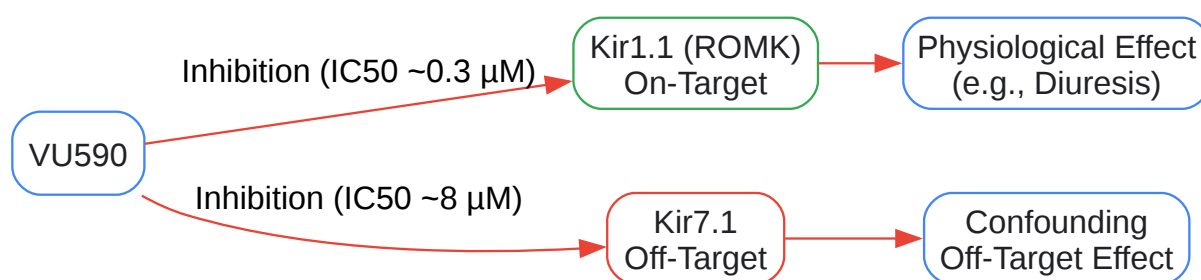 VU590
Inhibition (IC50 ~0.3 µM)
Kir1.1 (ROMK)
On-Target
Physiological Effect
(e.g., Diuresis)
Inhibition (IC50 ~8 µM)
Kir7.1
Off-Target
Confounding
Off-Target Effect